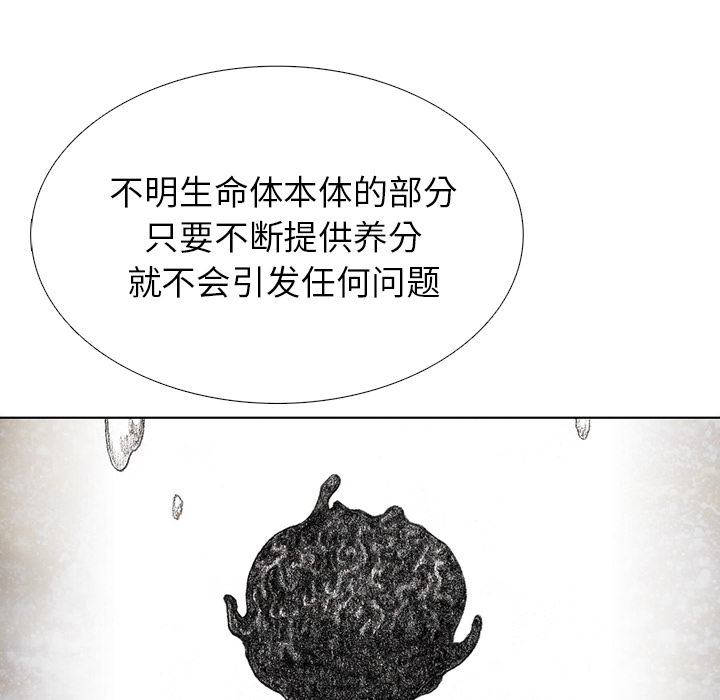 不明生命体本体的部分
只要不断提供养分
就不会引发任何问题